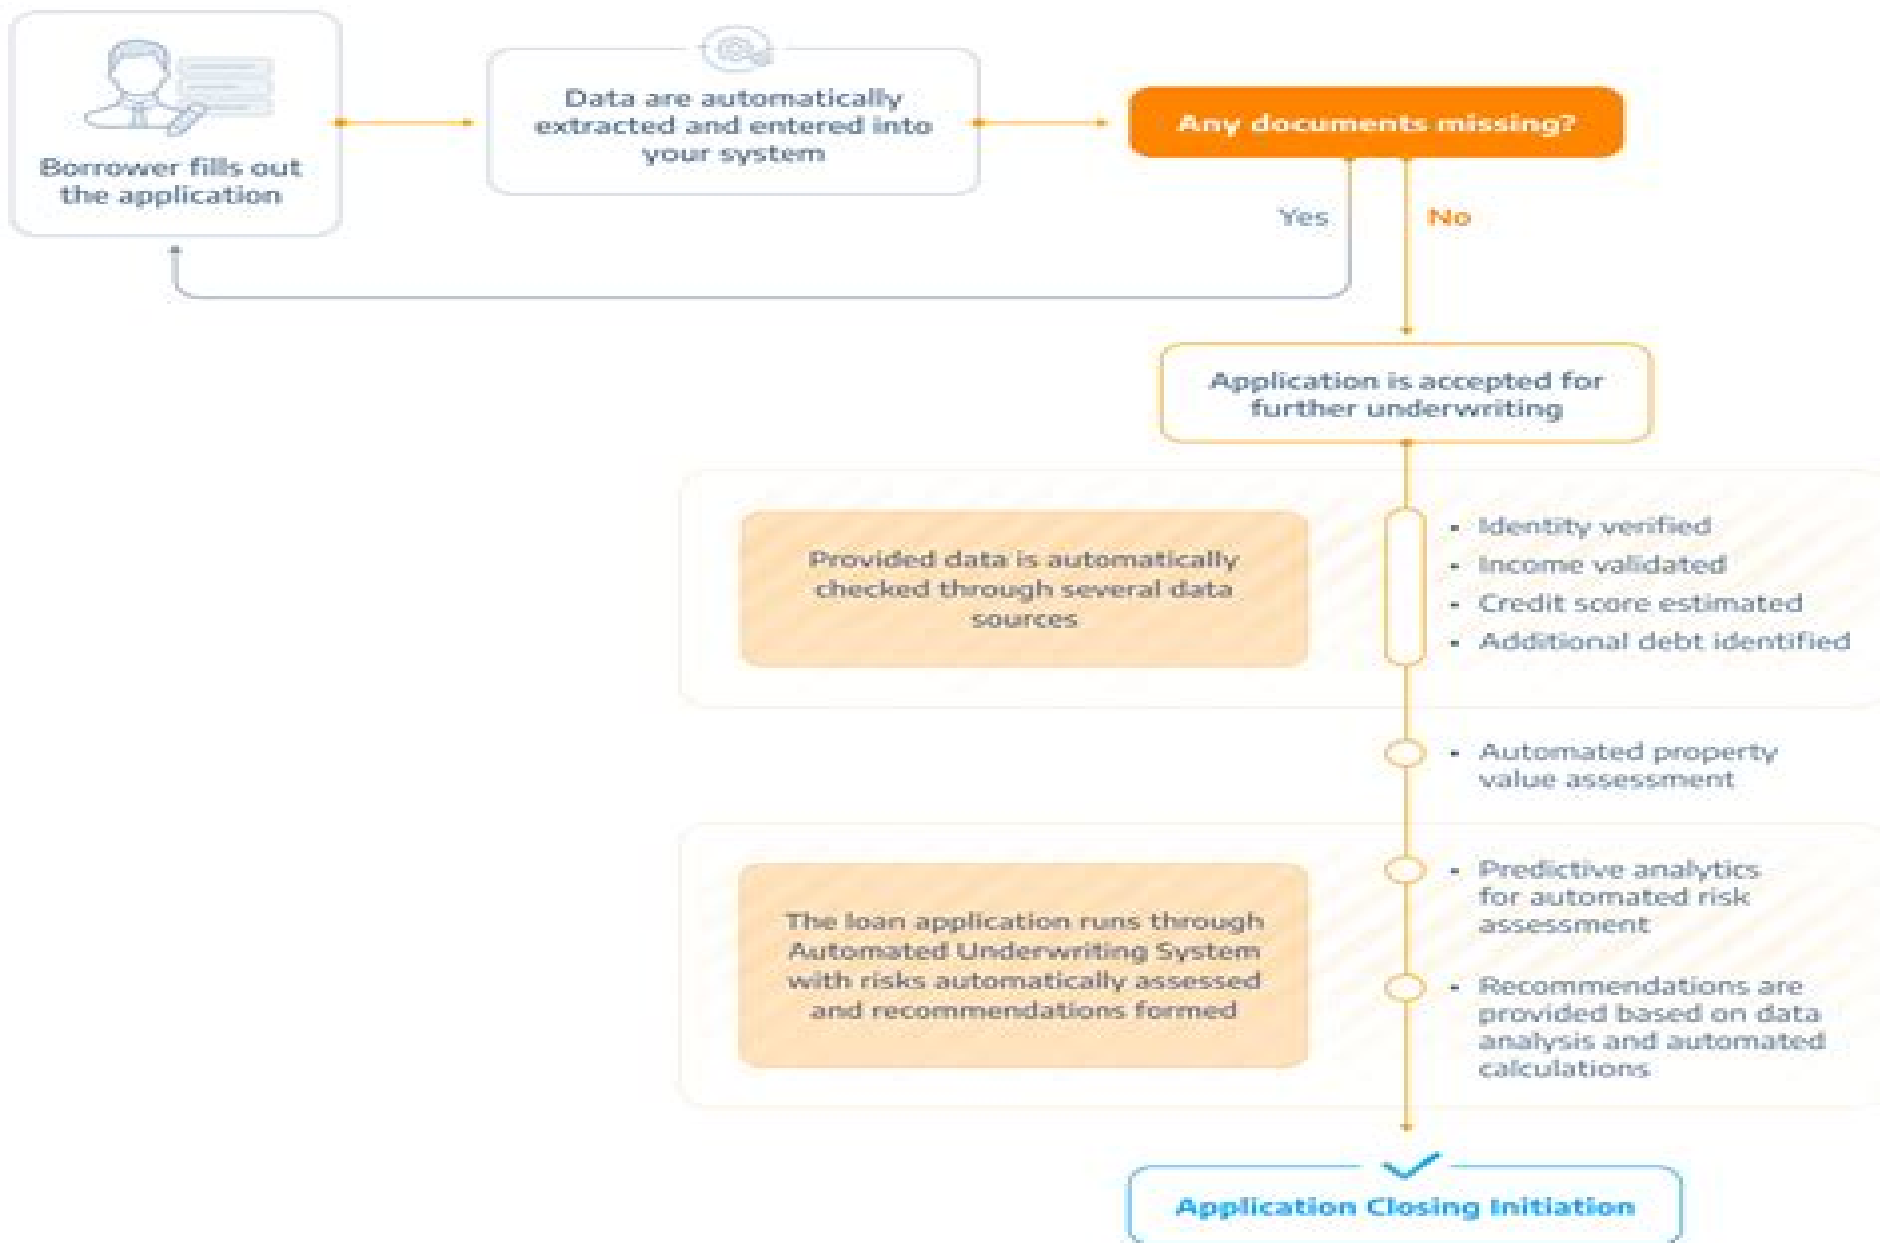 Borrower fills out
the application
Data are automatically
extracted and entered into
your system
Any documents missing?
Yes
No
Application is accepted for
further underwriting
Provided data is automatically
checked through several data
sources
• Identity verified
• Income validated
• Credit score estimated
• Additional debt identified
• Automated property
value assessment
The loan application runs through
Automated Underwriting System
with risks automatically assessed
and recommendations formed
• Predictive analytics
for automated risk
assessment
• Recommendations are
provided based on data
analysis and automated
calculations
Application Closing Initiation